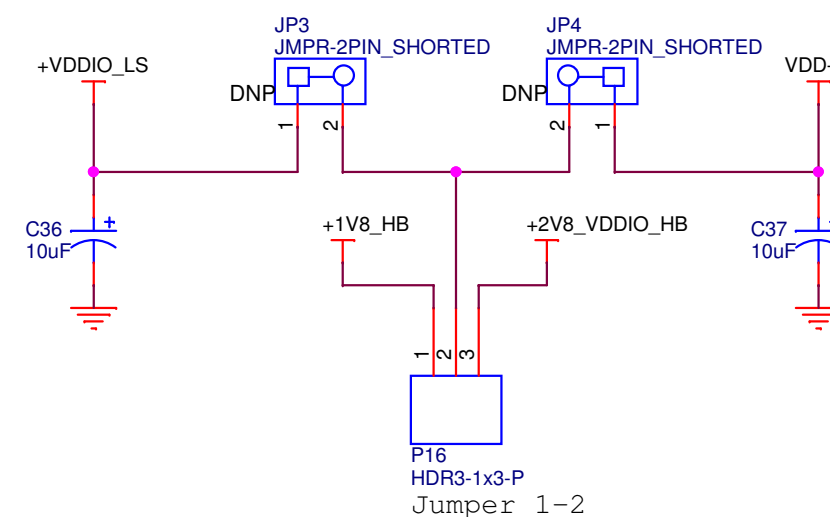 JP3
JMPR-2PIN_SHORTED
JP4
JMPR-2PIN_SHORTED
+VDDIO_LS
DNP
DNP
VDD-
1
2
2
1
C36
10uF
+
+1V8_HB
+2V8_VDDIO_HB
C37
10uF
1
2
3
P16
HDR3-1x3-P
Jumper 1-2